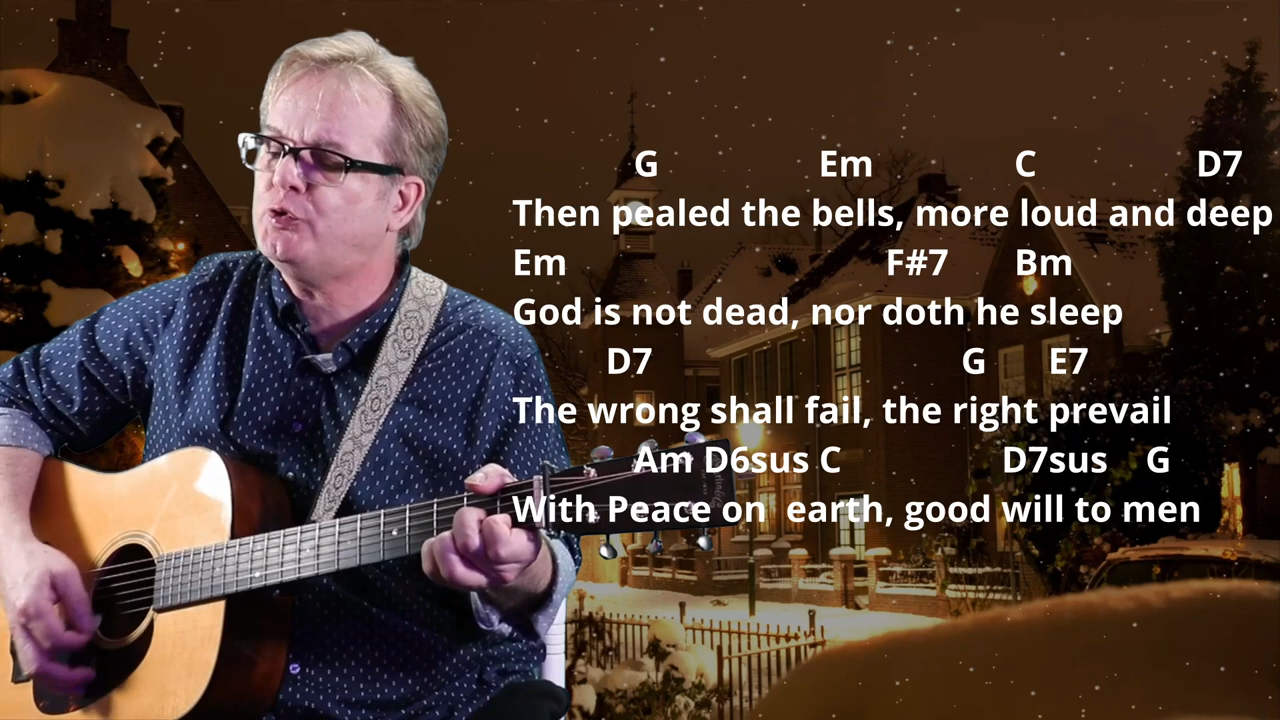 G Em C D7
Then pealed the bells, more loud and deep
Em F#7 Bm
God is not dead, nor doth he sleep
D7 G E7
The wrong shall fail, the right prevail
Am D6sus C D7sus G
With Peace on earth, good will to men